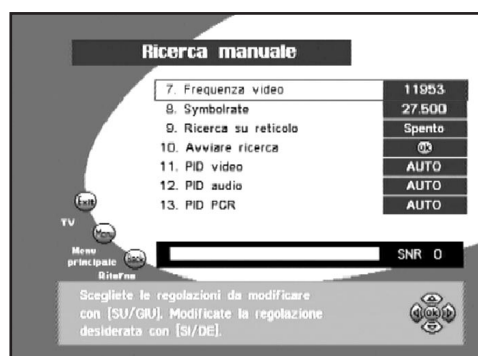 Ricerca manuale
7. Frequenza video 11953
8. Symbolrate 27.500
9. Ricerca su reticolo Spento
10. Avviare ricerca ok
11. PID video AUTO
12. PID audio AUTO
13. PID PCR AUTO
Exit
TV
Menu
Menu
principale
Back
Ritorna
SNR 0
Scegliete le regolazioni da modificare
con [SU/GIU]. Modificate la regolazione
desiderata con [SI/DE].
ok